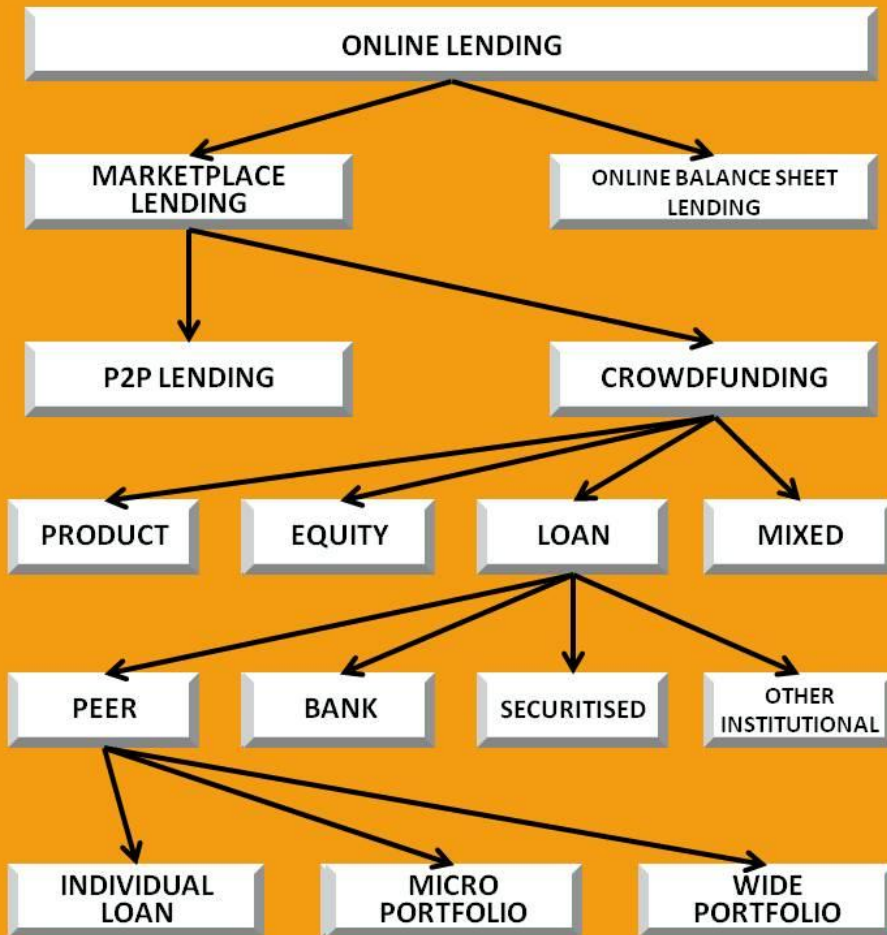 ONLINE LENDING
MARKETPLACE
LENDING
ONLINE BALANCE SHEET
LENDING
P2P LENDING
CROWDFUNDING
PRODUCT
EQUITY
LOAN
MIXED
PEER
BANK
SECURITISED
OTHER
INSTITUTIONAL
INDIVIDUAL
LOAN
MICRO
PORTFOLIO
WIDE
PORTFOLIO